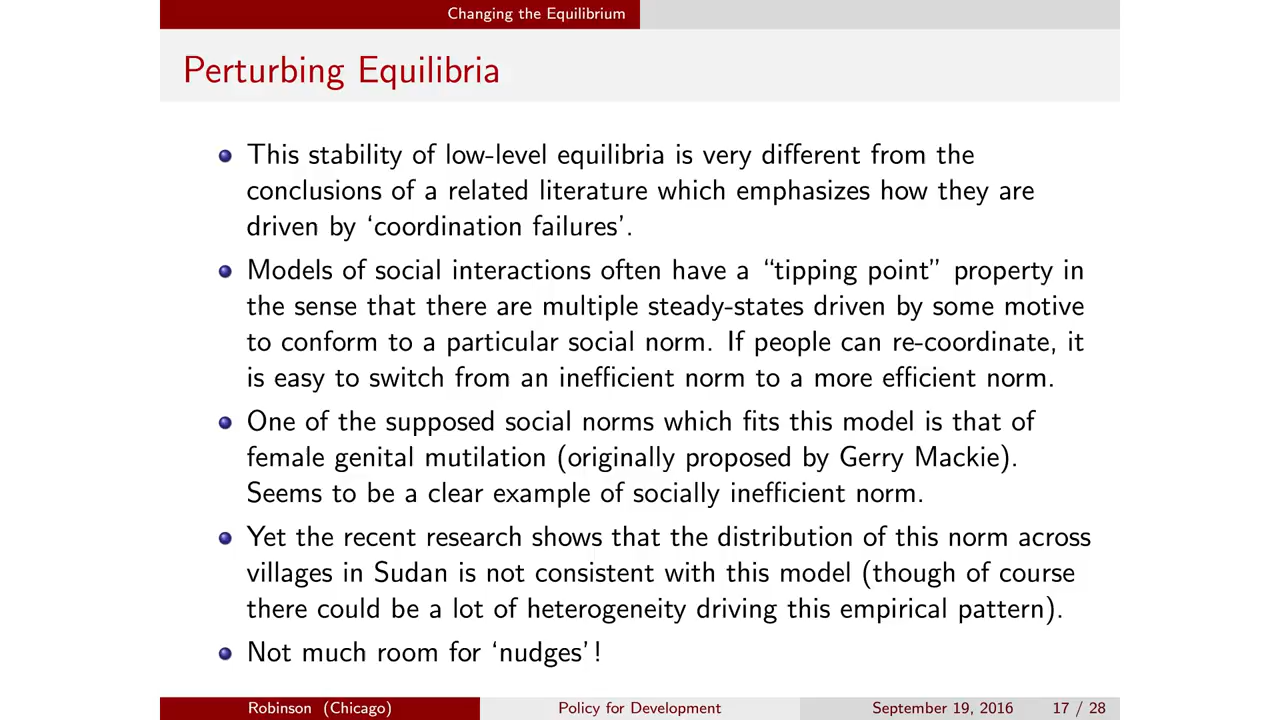 Changing the Equilibrium
Perturbing Equilibria
This stability of low-level equilibria is very different from the
conclusions of a related literature which emphasizes how they are
driven by ‘coordination failures’.
Models of social interactions often have a “tipping point” property in
the sense that there are multiple steady-states driven by some motive
to conform to a particular social norm. If people can re-coordinate, it
is easy to switch from an inefficient norm to a more efficient norm.
One of the supposed social norms which fits this model is that of
female genital mutilation (originally proposed by Gerry Mackie).
Seems to be a clear example of socially inefficient norm.
Yet the recent research shows that the distribution of this norm across
villages in Sudan is not consistent with this model (though of course
there could be a lot of heterogeneity driving this empirical pattern).
Not much room for ‘nudges’!
Robinson (Chicago) Policy for Development September 19, 2016 17 / 28